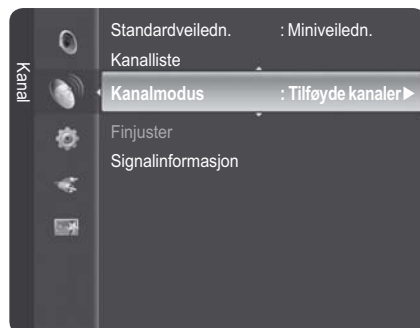 Kanal
Standardveiledn. : Miniveiledn.
Kanalliste
Kanalmodus : Tilføyde kanaler►
Finjuster
Signalinformasjon